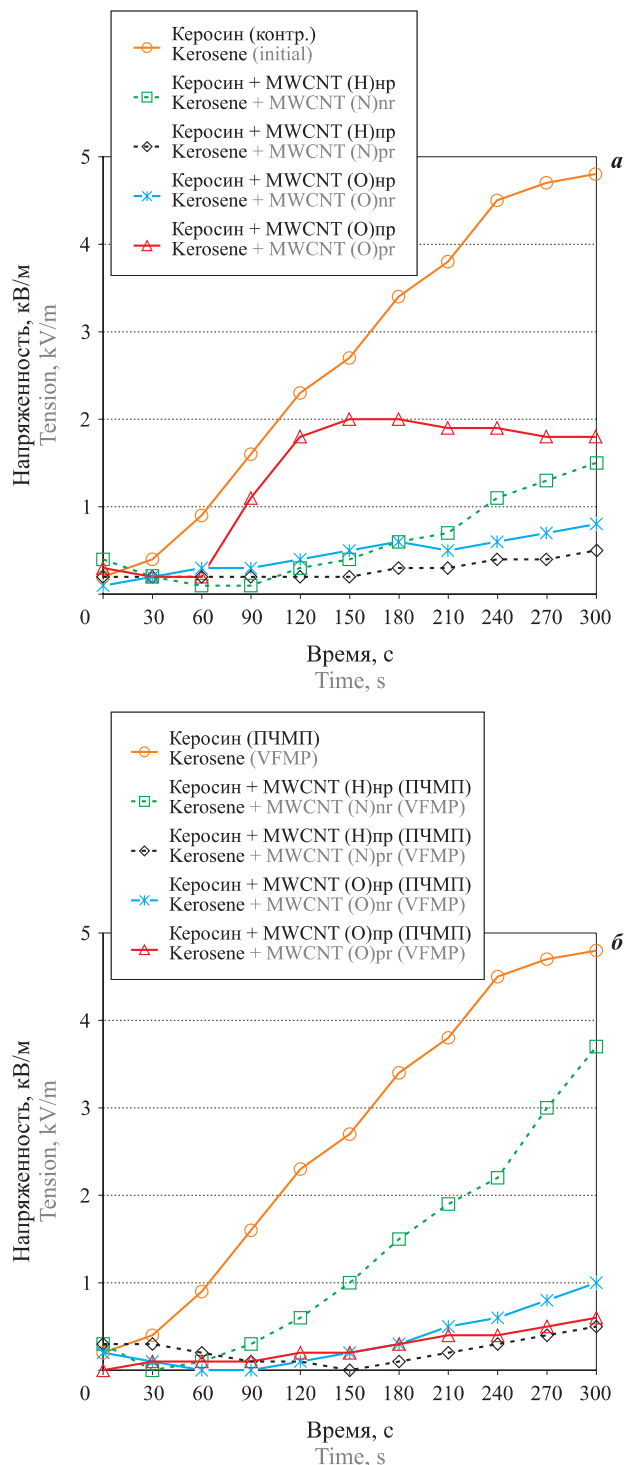 Керосин (контр.)
Kerosene (initial)
Керосин + MWCNT (Н)нр
Kerosene + MWCNT (N)nr
Керосин + MWCNT (Н)пр
Kerosene + MWCNT (N)pr
Керосин + MWCNT (О)нр
Kerosene + MWCNT (O)nr
Керосин + MWCNT (О)пр
Kerosene + MWCNT (O)pr
а
Напряженность, кВ/м
Tension, kV/m
5
4
3
2
1
0 30 60 90 120 150 180 210 240 270 300
Время, с
Time, s
Керосин (ПЧМП)
Kerosene (VFMP)
Керосин + MWCNT (Н)нр (ПЧМП)
Kerosene + MWCNT (N)nr (VFMP)
Керосин + MWCNT (Н)пр (ПЧМП)
Kerosene + MWCNT (N)pr (VFMP)
Керосин + MWCNT (О)нр (ПЧМП)
Kerosene + MWCNT (O)nr (VFMP)
Керосин + MWCNT (О)пр (ПЧМП)
Kerosene + MWCNT (O)pr (VFMP)
б
Напряженность, кВ/м
Tension, kV/m
5
4
3
2
1
0 30 60 90 120 150 180 210 240 270 300
Время, с
Time, s